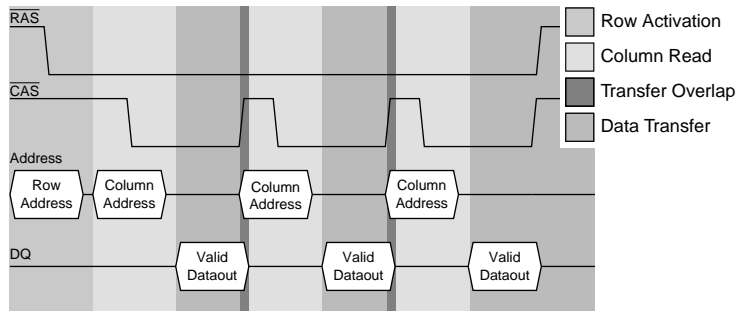 RAS
Row Activation
Column Read
CAS
Transfer Overlap
Data Transfer
Address
Row
Address
Column
Address
Column
Address
Column
Address
DQ
Valid
Dataout
Valid
Dataout
Valid
Dataout